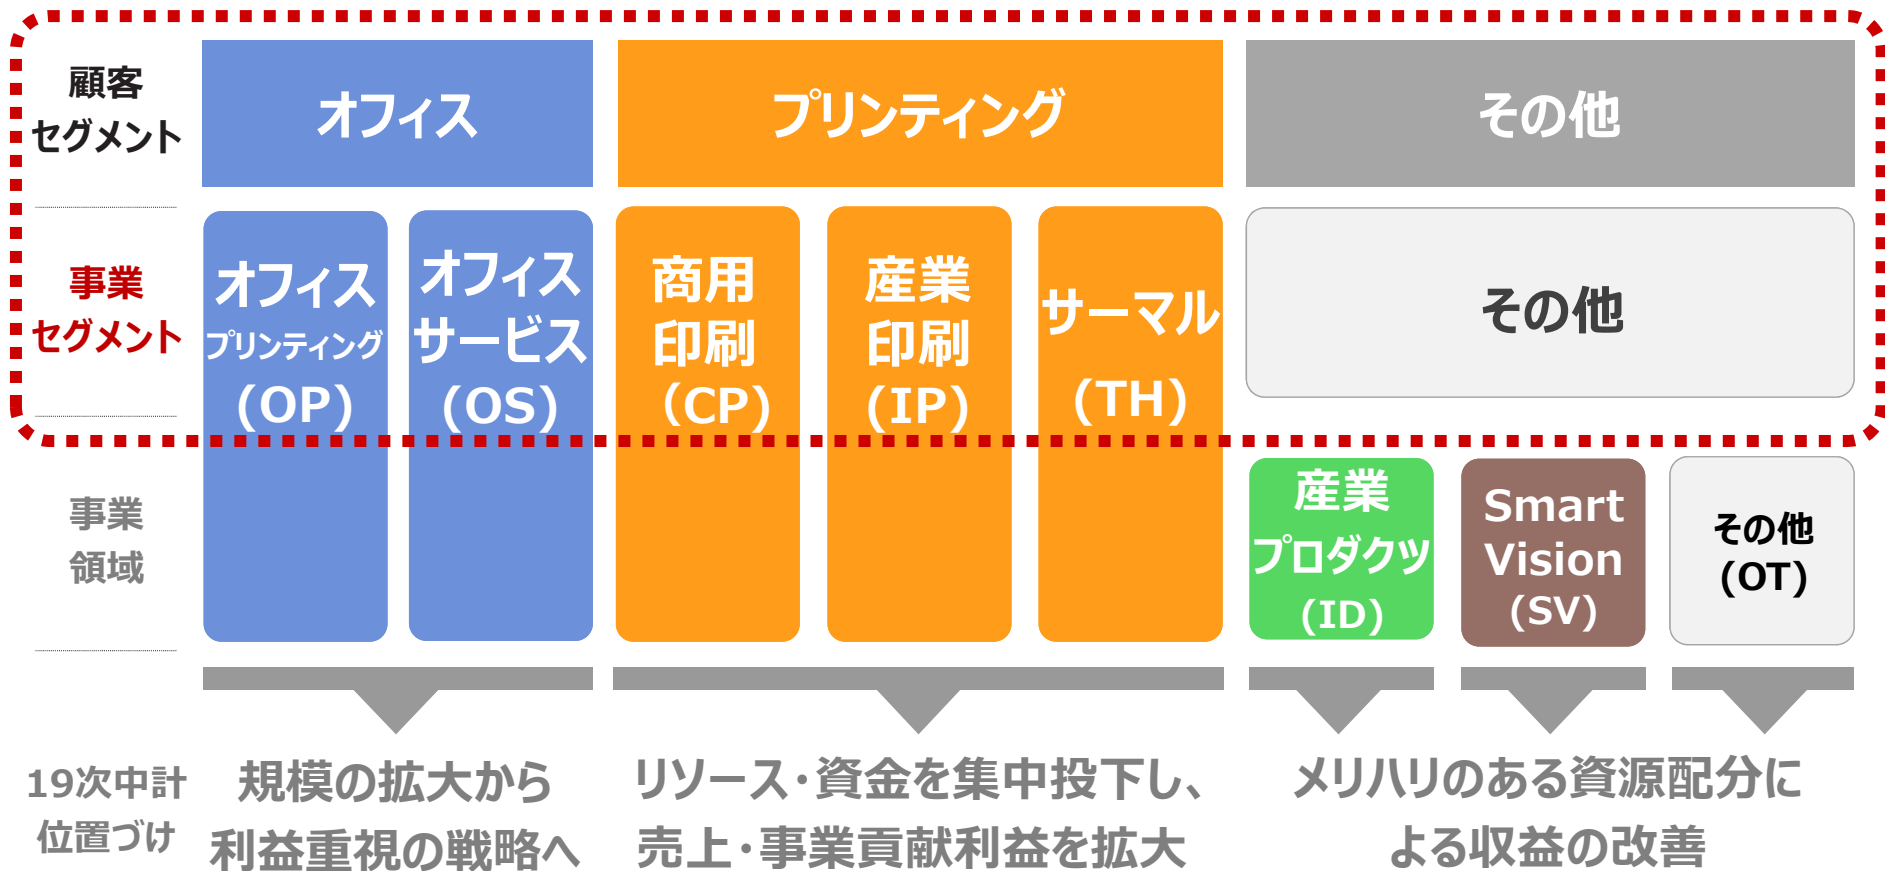 顧客
セグメント
オフィス
プリンティング
その他
事業
セグメント
オフィス
プリンティング
(OP)
オフィス
サービス
(OS)
商用
印刷
(CP)
産業
印刷
(IP)
サーマル
(TH)
その他
事業
領域
産業
プロダクツ
(ID)
Smart
Vision
(SV)
その他
(OT)
19次中計
位置づけ
規模の拡大から
利益重視の戦略へ
リソース・資金を集中投下し、
売上・事業貢献利益を拡大
メリハリのある資源配分に
よる収益の改善